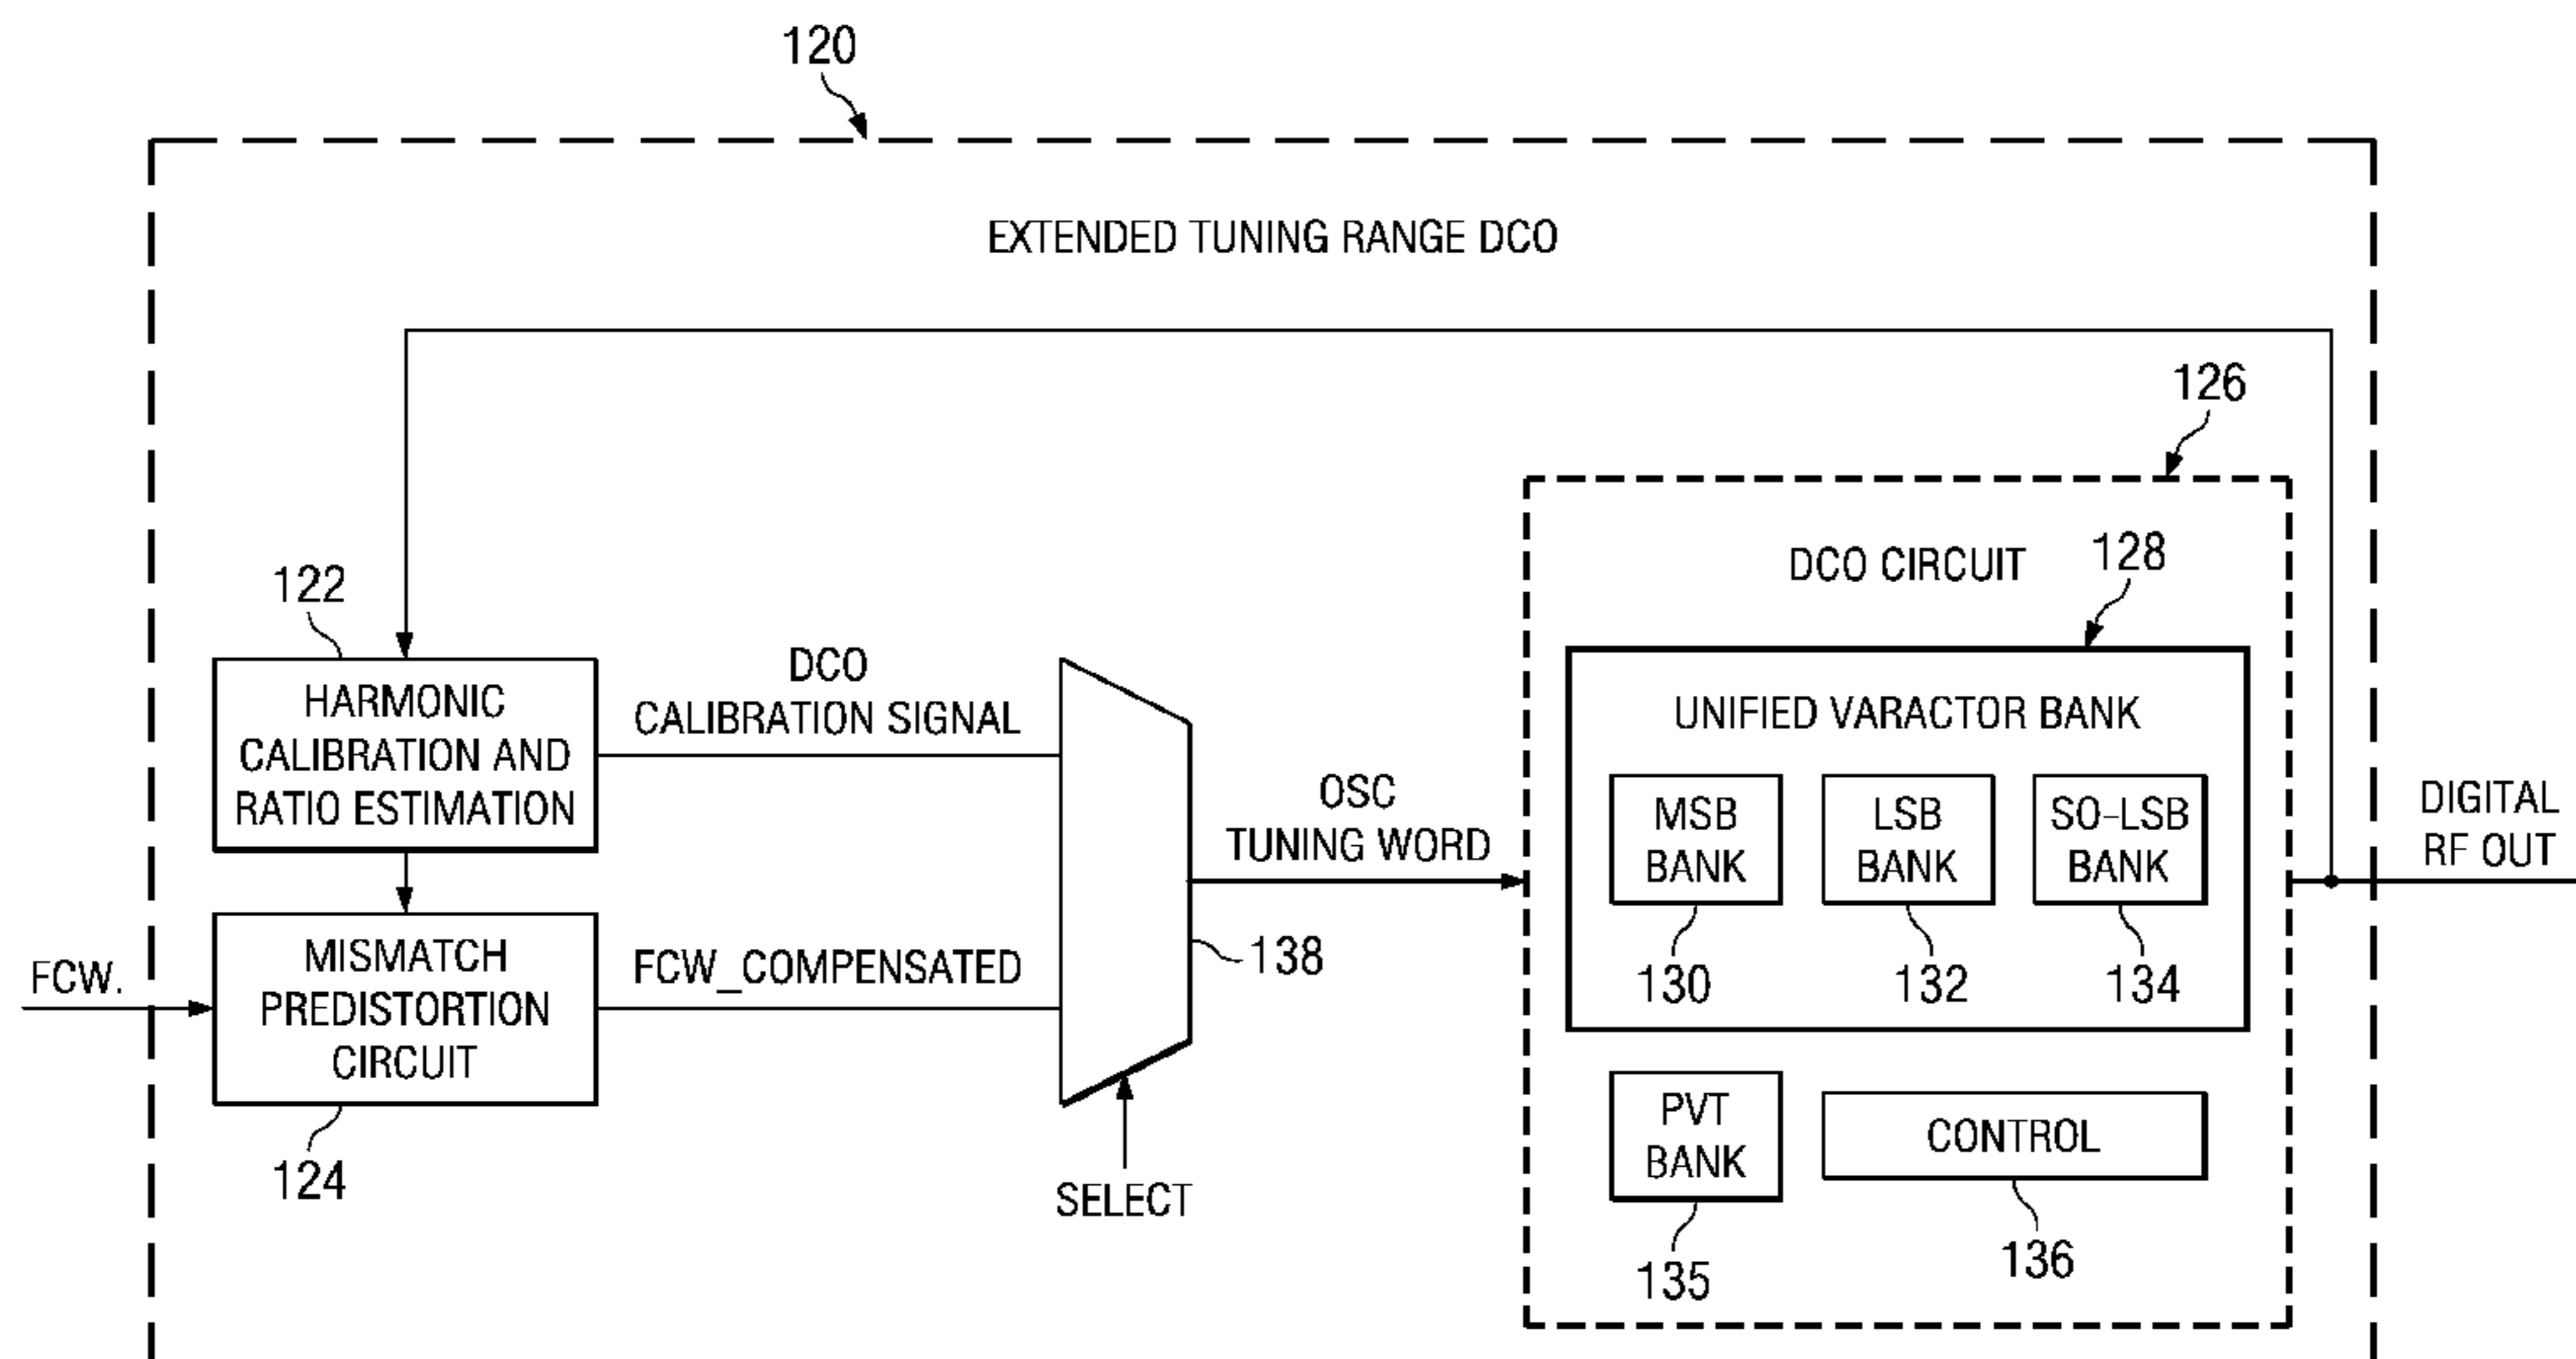 120
EXTENDED TUNING RANGE DCO
126
DCO CIRCUIT
128
122
HARMONIC
CALIBRATION AND
RATIO ESTIMATION
DCO
CALIBRATION SIGNAL
UNIFIED VARACTOR BANK
MSB
BANK
LSB
BANK
SO-LSB
BANK
OSC
TUNING WORD
DIGITAL
RF OUT
FCW.
MISMATCH
PREDISTORTION
CIRCUIT
FCW_COMPENSATED
138
130
132
134
124
SELECT
PVT
BANK
CONTROL
135
136